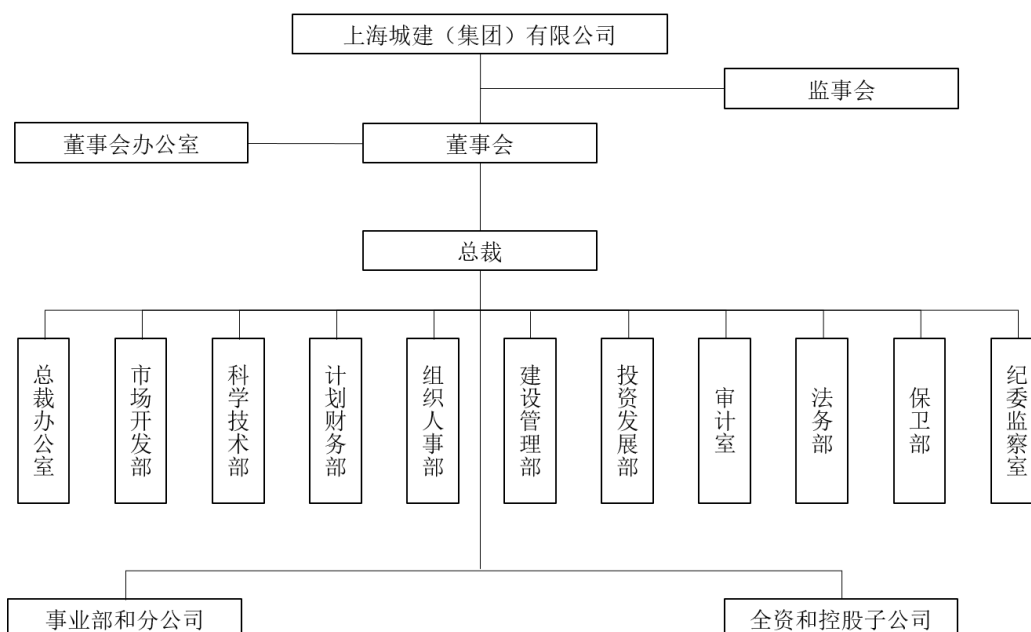 上海城建（集团）有限公司
监事会
董事会办公室
董事会
总裁
总裁办公室
市场开发部
科学技术部
计划财务部
组织人事部
建设管理部
投资发展部
审计室
法务部
保卫部
纪委监察室
事业部和分公司
全资和控股子公司